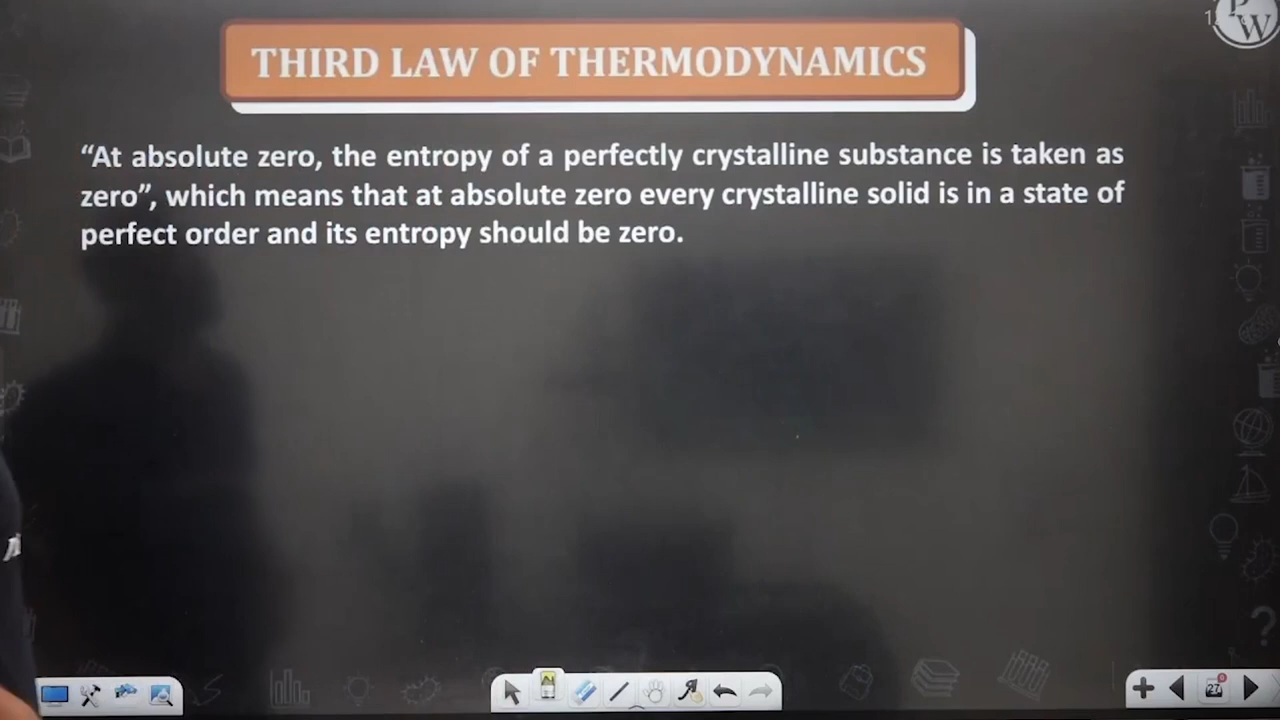 THIRD LAW OF THERMODYNAMICS
“At absolute zero, the entropy of a perfectly crystalline substance is taken as
zero”, which means that at absolute zero every crystalline solid is in a state of
perfect order and its entropy should be zero.
PW
27